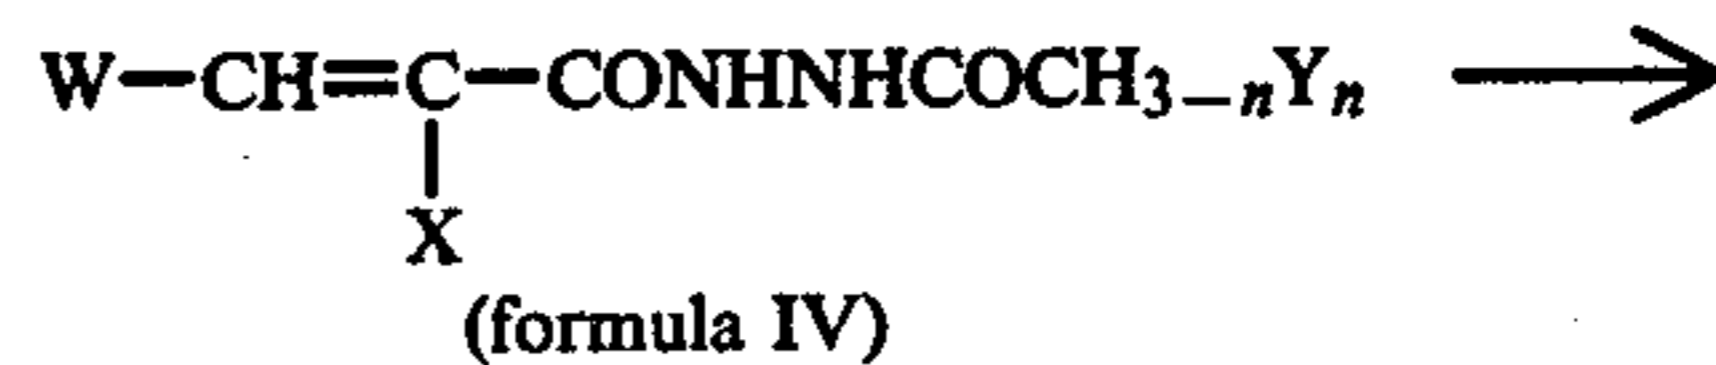 W—CH=C—CONHNHCOCH3−nYn →
X
(formula IV)